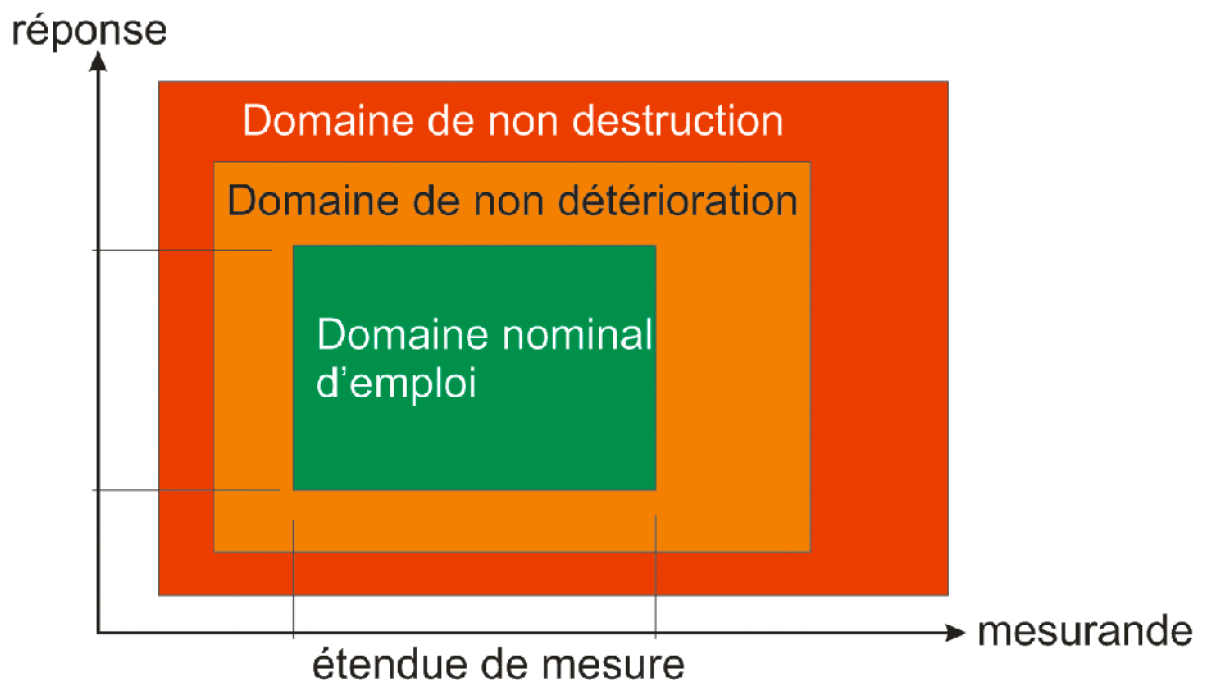 réponse
Domaine de non destruction
Domaine de non détérioration
Domaine nominal
d’emploi
mesurande
étendue de mesure